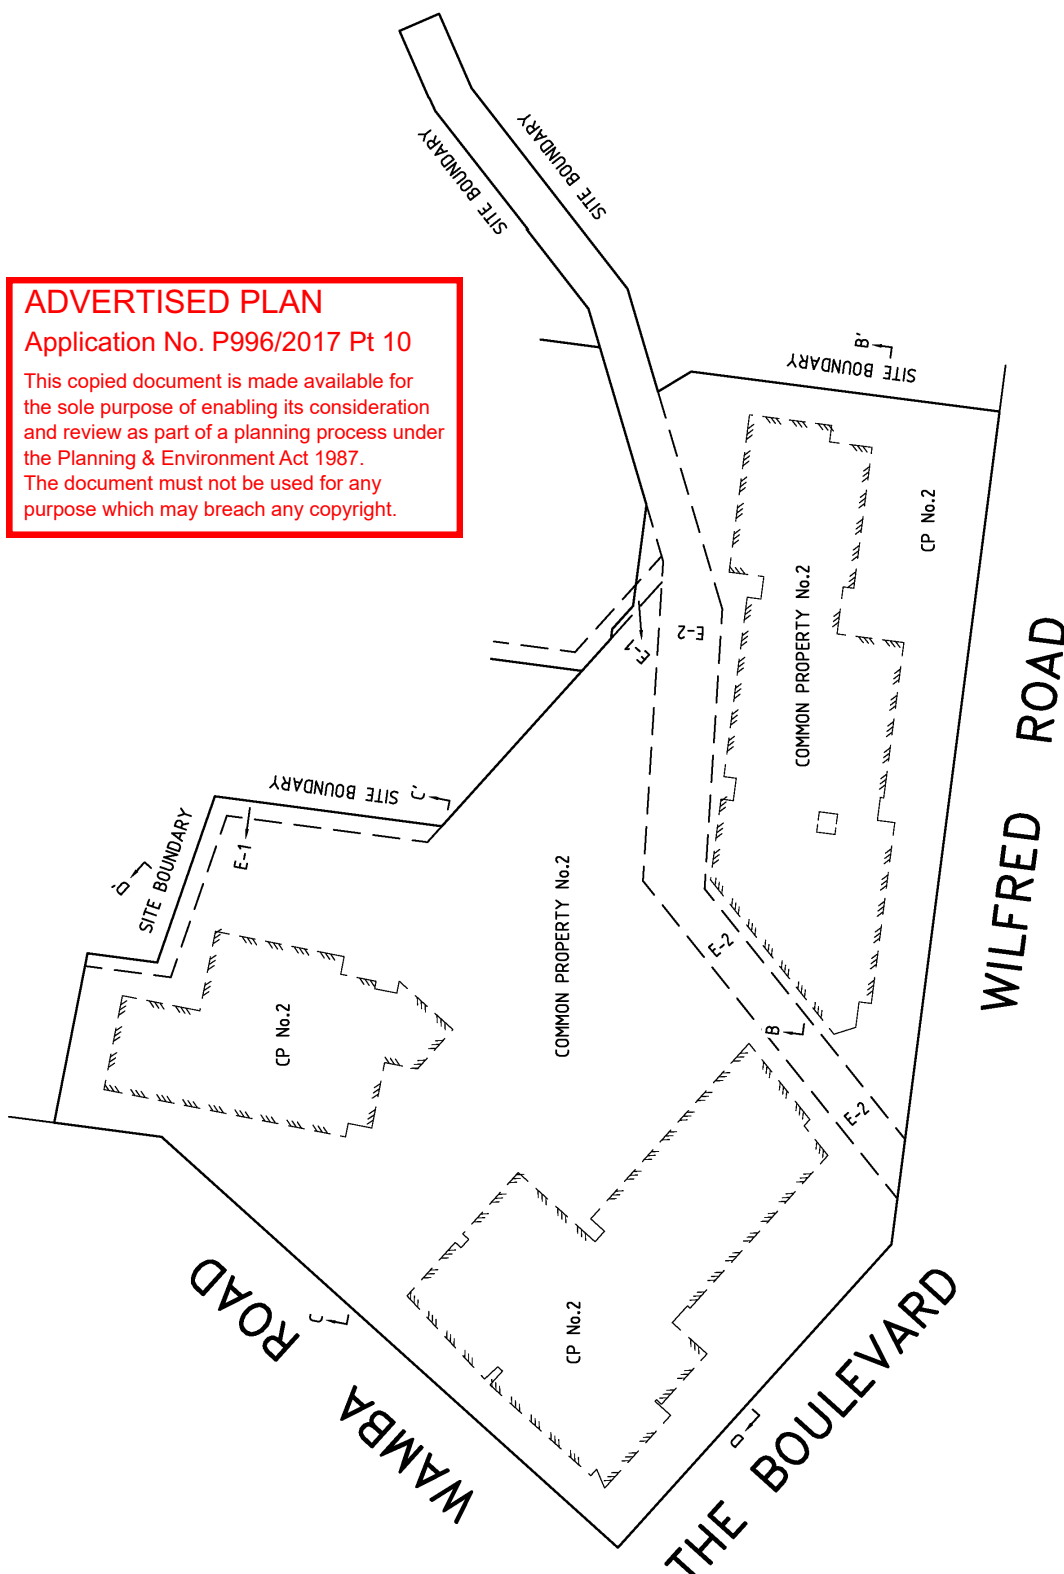 SITE BOUNDARY
SITE BOUNDARY
ADVERTISED PLAN
Application No. P996/2017 Pt 10
This copied document is made available for
the sole purpose of enabling its consideration
and review as part of a planning process under
the Planning & Environment Act 1987.
The document must not be used for any
purpose which may breach any copyright.
B'
SITE BOUNDARY
CP No.2
COMMON PROPERTY No.2
E-2
E-1
ROAD
WILFRED
SITE BOUNDARY
C'
D'
SITE BOUNDARY
E-1
COMMON PROPERTY No.2
E-2
CP No.2
B
E-2
WAMBA ROAD
C
CP No.2
D
THE BOULEVARD